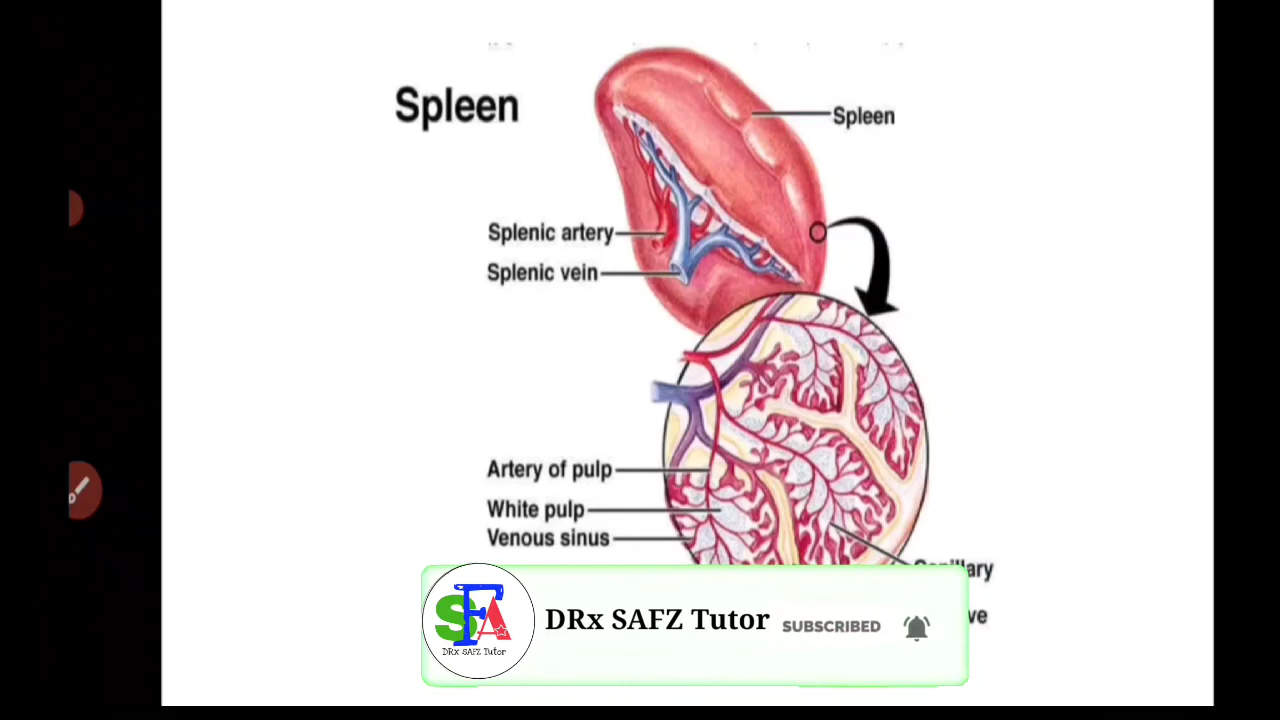 Spleen
Spleen
Splenic artery
Splenic vein
Artery of pulp
White pulp
Venous sinus
SFA
DRx SAFZ Tutor
DRx SAFZ Tutor
SUBSCRIBED